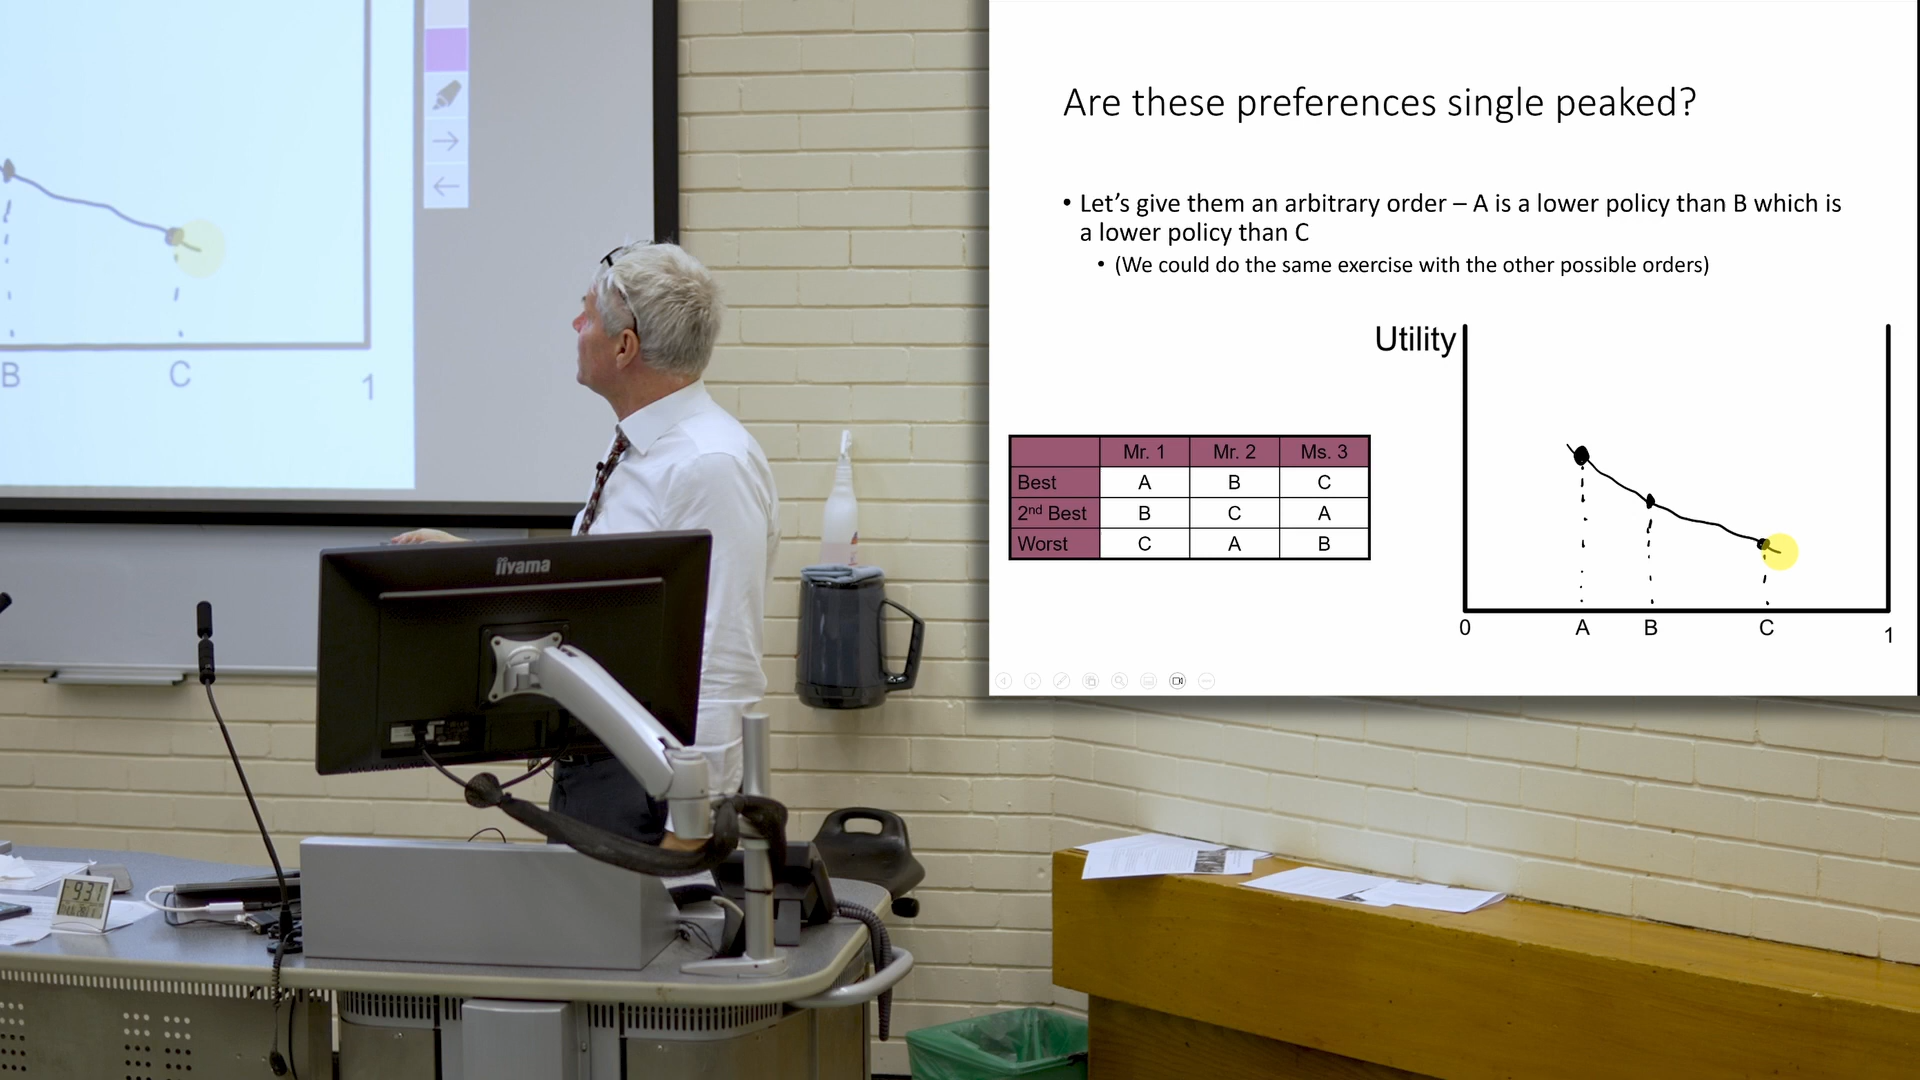 B
C
1
iiyama
9:31
Are these preferences single peaked?
• Let's give them an arbitrary order – A is a lower policy than B which is
a lower policy than C
• (We could do the same exercise with the other possible orders)
Utility
Mr. 1 Mr. 2 Ms. 3
Best A B C
2nd Best B C A
Worst C A B
0 A B C 1